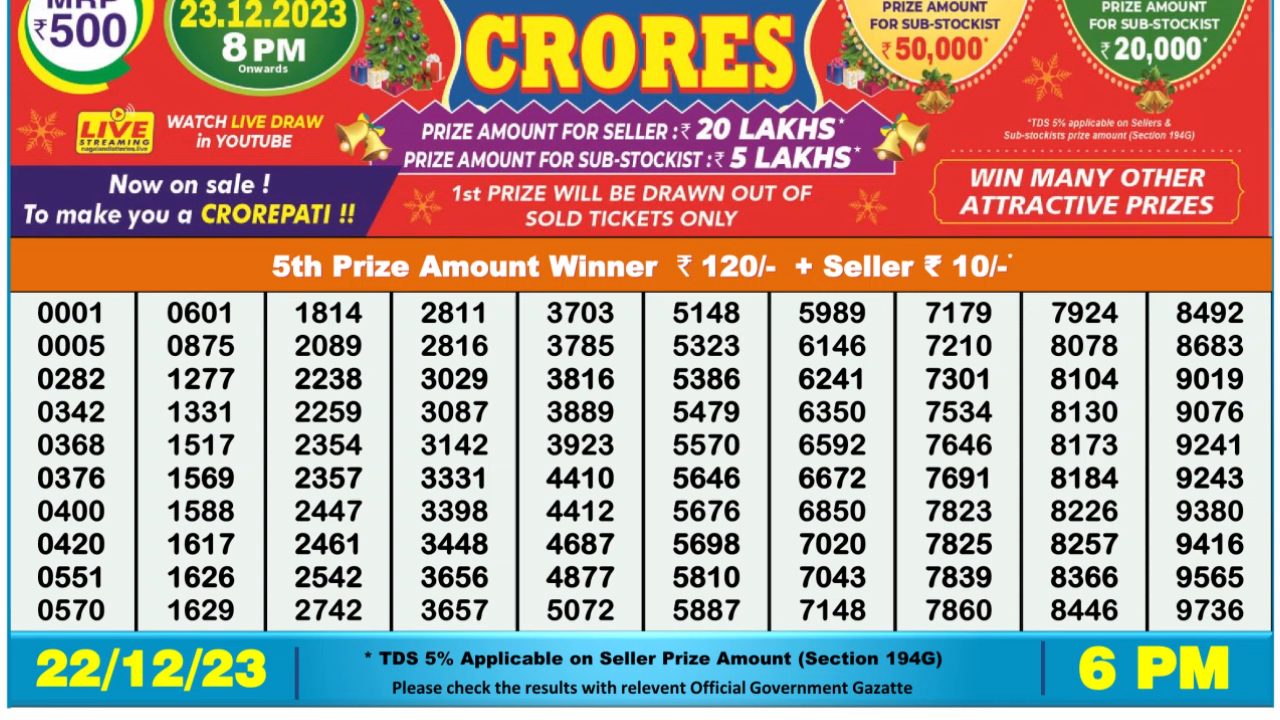 MRP
₹500
23.12.2023
8 PM
Onwards
CRORES
PRIZE AMOUNT
FOR SUB-STOCKIST
₹ 50,000*
PRIZE AMOUNT
FOR SUB-STOCKIST
₹ 20,000*
LIVE
STREAMING
nagalandlotteries.live
WATCH LIVE DRAW
in YOUTUBE
PRIZE AMOUNT FOR SELLER :₹ 20 LAKHS*
PRIZE AMOUNT FOR SUB-STOCKIST :₹ 5 LAKHS*
*TDS 5% applicable on Sellers &
Sub-stockists prize amount (Section 194G)
Now on sale !
To make you a CROREPATI !!
1st PRIZE WILL BE DRAWN OUT OF
SOLD TICKETS ONLY
WIN MANY OTHER
ATTRACTIVE PRIZES
5th Prize Amount Winner ₹ 120/- + Seller ₹ 10/-*
0001 0601 1814 2811 3703 5148 5989 7179 7924 8492
0005 0875 2089 2816 3785 5323 6146 7210 8078 8683
0282 1277 2238 3029 3816 5386 6241 7301 8104 9019
0342 1331 2259 3087 3889 5479 6350 7534 8130 9076
0368 1517 2354 3142 3923 5570 6592 7646 8173 9241
0376 1569 2357 3331 4410 5646 6672 7691 8184 9243
0400 1588 2447 3398 4412 5676 6850 7823 8226 9380
0420 1617 2461 3448 4687 5698 7020 7825 8257 9416
0551 1626 2542 3656 4877 5810 7043 7839 8366 9565
0570 1629 2742 3657 5072 5887 7148 7860 8446 9736
22/12/23
* TDS 5% Applicable on Seller Prize Amount (Section 194G)
Please check the results with relevent Official Government Gazatte
6 PM